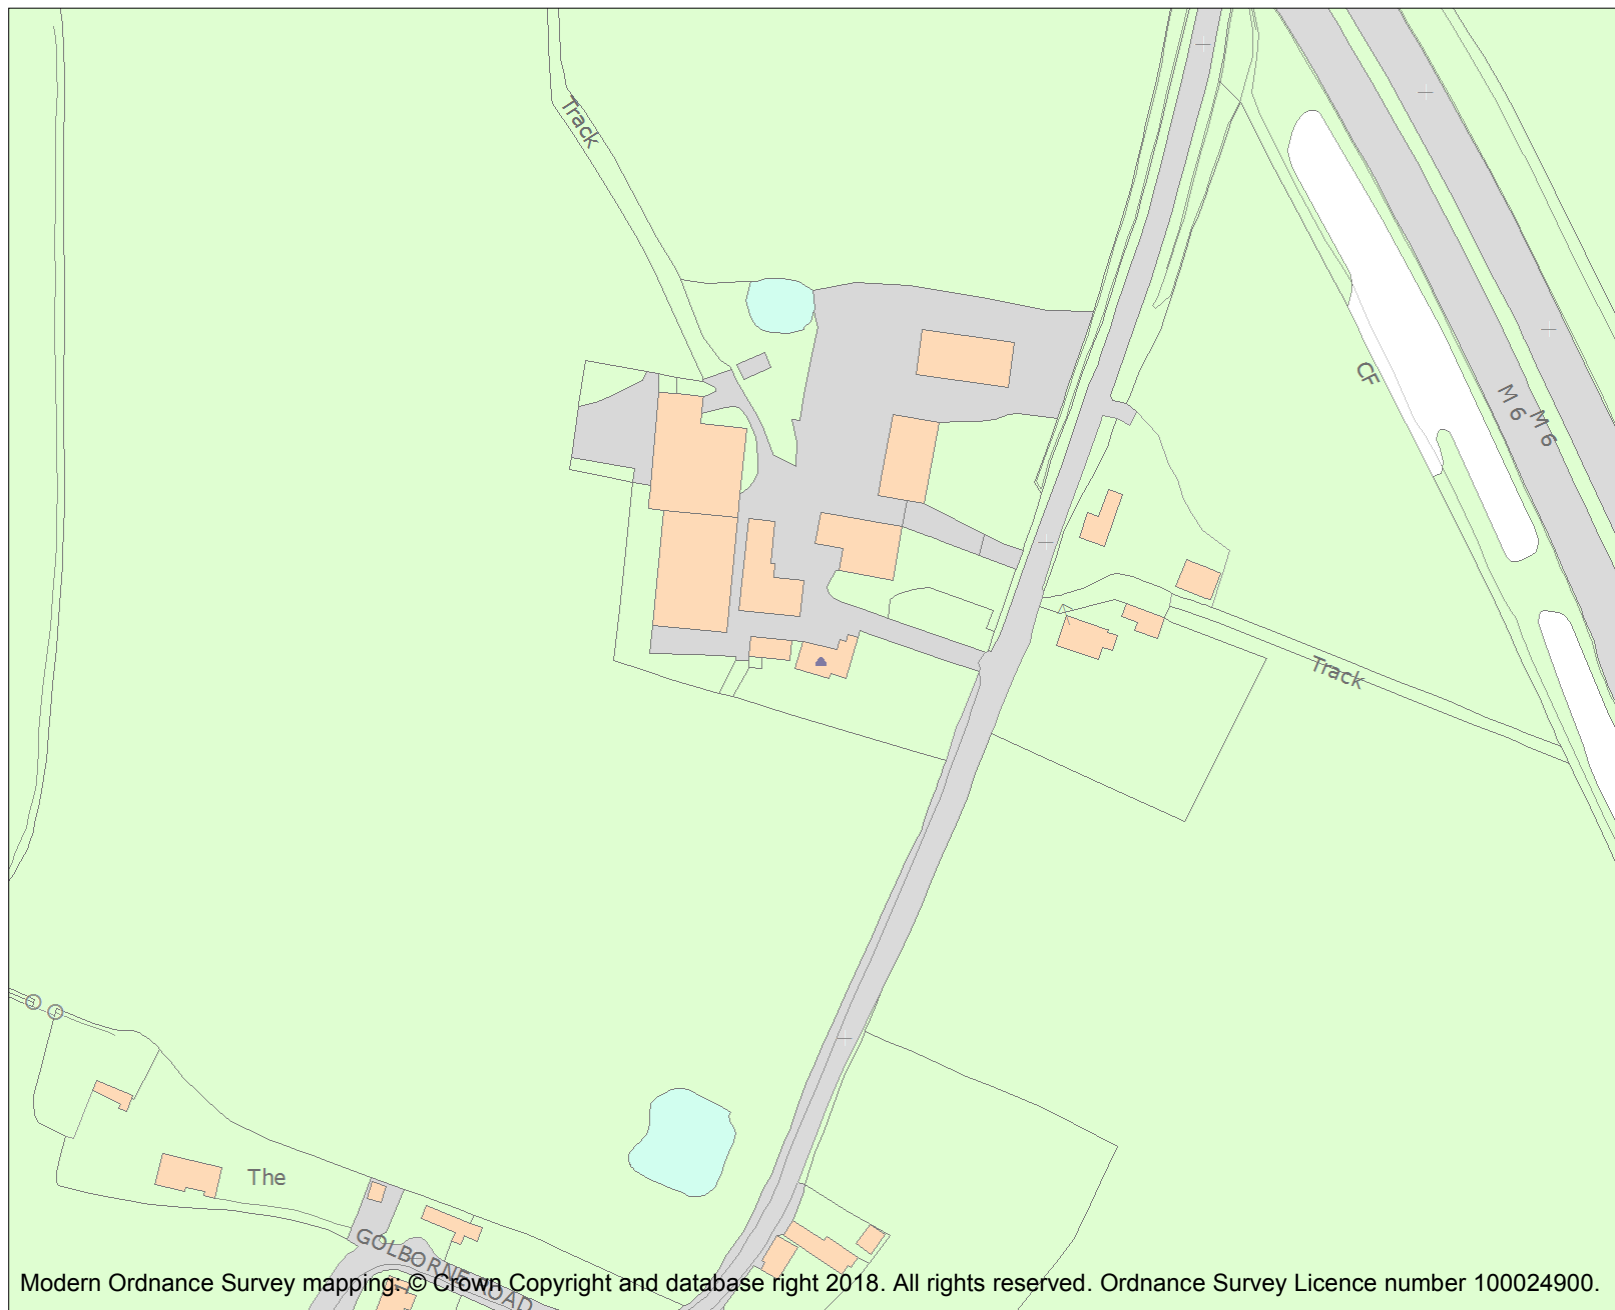 Track
CF
M 6
M 6
Track
The
GOLBORNE ROAD
Modern Ordnance Survey mapping: © Crown Copyright and database right 2018. All rights reserved. Ordnance Survey Licence number 100024900.